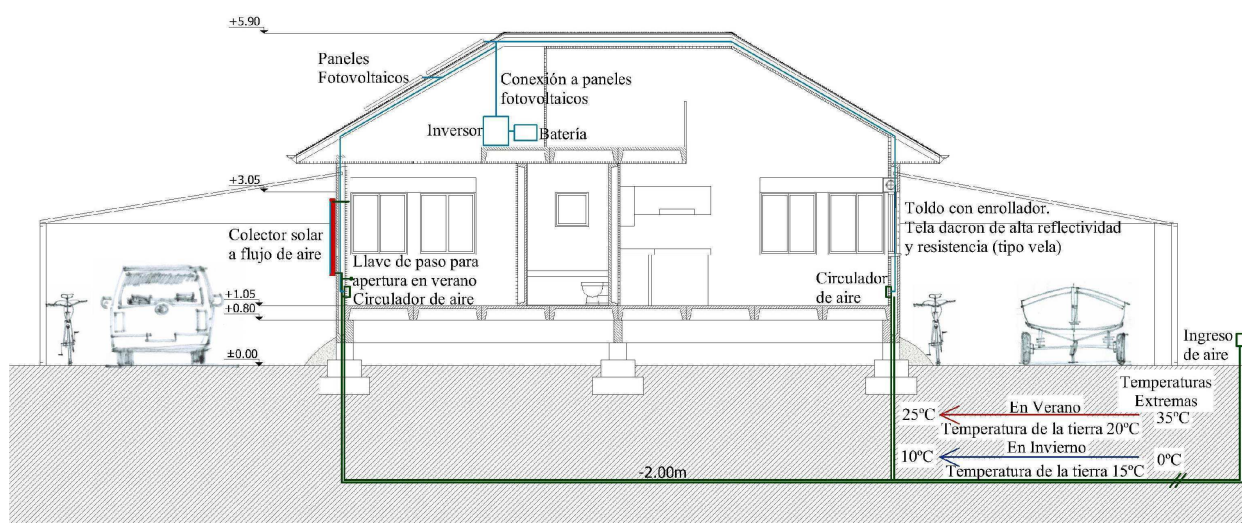 +5.90
Paneles
Fotovoltaicos
Conexión a paneles
fotovoltaicos
Inversor
Batería
+3.05
Colector solar
a flujo de aire
Llave de paso para
apertura en verano
Circulador de aire
Toldo con enrollador.
Tela dacron de alta reflectividad
y resistencia (tipo vela)
Circulador
de aire
+1.05
+0.80
±0.00
Ingreso
de aire
Temperaturas
Extremas
25ºC
En Verano
35ºC
Temperatura de la tierra 20ºC
En Invierno
10ºC
0ºC
Temperatura de la tierra 15ºC
-2.00m